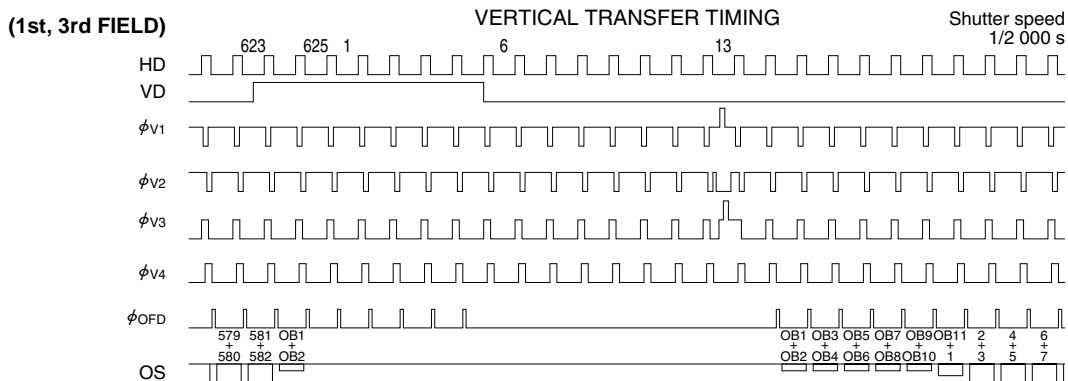 (1st, 3rd FIELD)
VERTICAL TRANSFER TIMING
Shutter speed
1/2 000 s
623 625 1 6 13
HD
VD
ϕV1
ϕV2
ϕV3
ϕV4
ϕOFD
579 581 OB1 OB1 OB3 OB5 OB7 OB9 OB11 2 4 6
+ + + + + + + + + + + +
580 582 OB2 OB2 OB4 OB6 OB8 OB10 1 3 5 7
OS